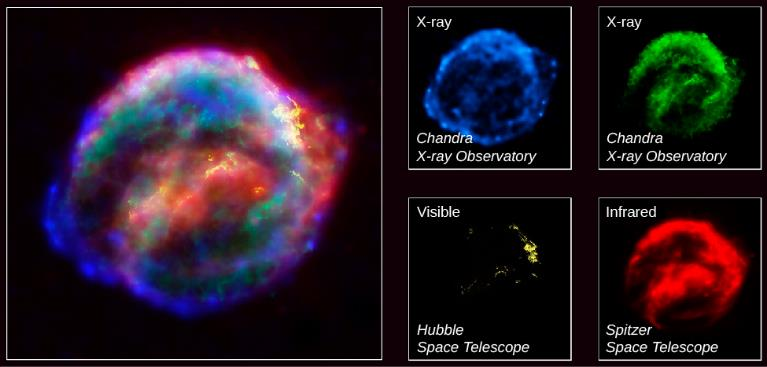 X-ray
Chandra
X-ray Observatory
X-ray
Chandra
X-ray Observatory
Visible
Hubble
Space Telescope
Infrared
Spitzer
Space Telescope